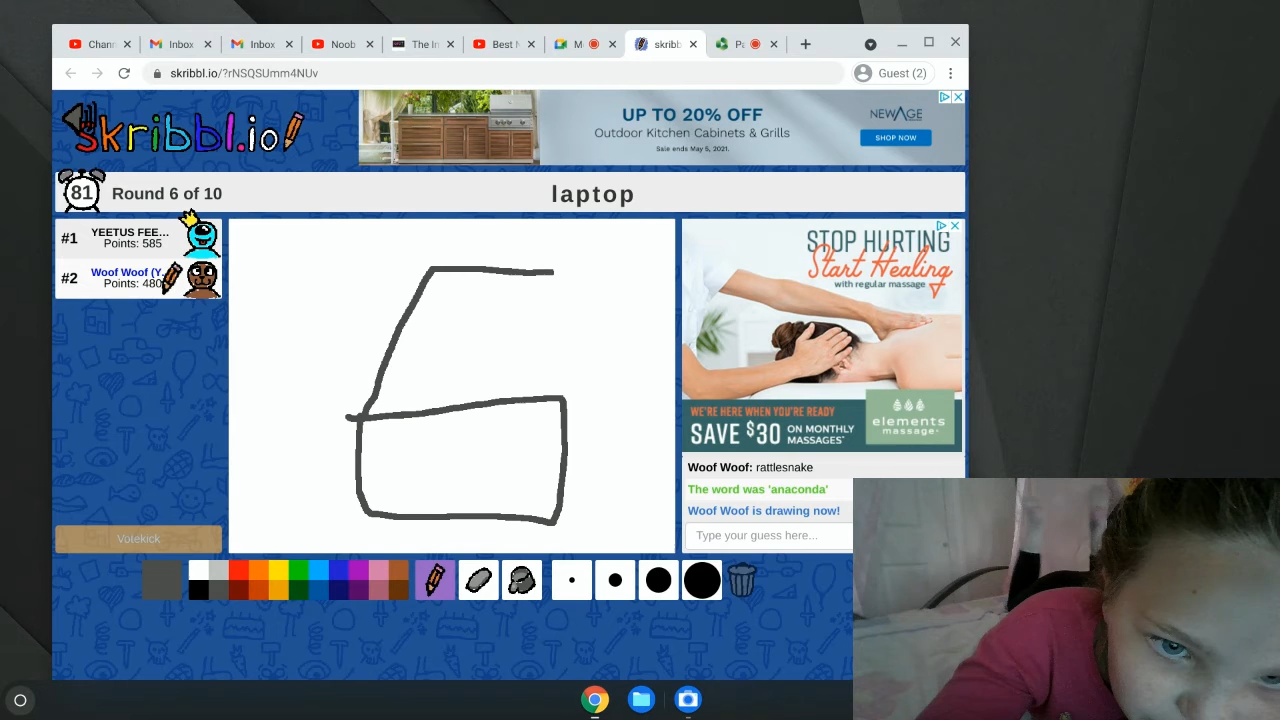 Chan
Inbox
Inbox
Noob
The In
Best N
M
skribb
Pa
skribbl.io/?rNSQSUmm4NUv
Guest (2)
skribbl.io
UP TO 20% OFF
Outdoor Kitchen Cabinets & Grills
Sale ends May 5, 2021.
NEWAGE
SHOP NOW
81
Round 6 of 10
laptop
#1
YEETUS FEE...
Points: 585
#2
Woof Woof (Y
Points: 480
STOP HURTING
Start Healing
with regular massage
WE'RE HERE WHEN YOU'RE READY
SAVE $30 ON MONTHLY MASSAGES*
elements
massage
Woof Woof: rattlesnake
The word was 'anaconda'
Woof Woof is drawing now!
Type your guess here...
Votekick